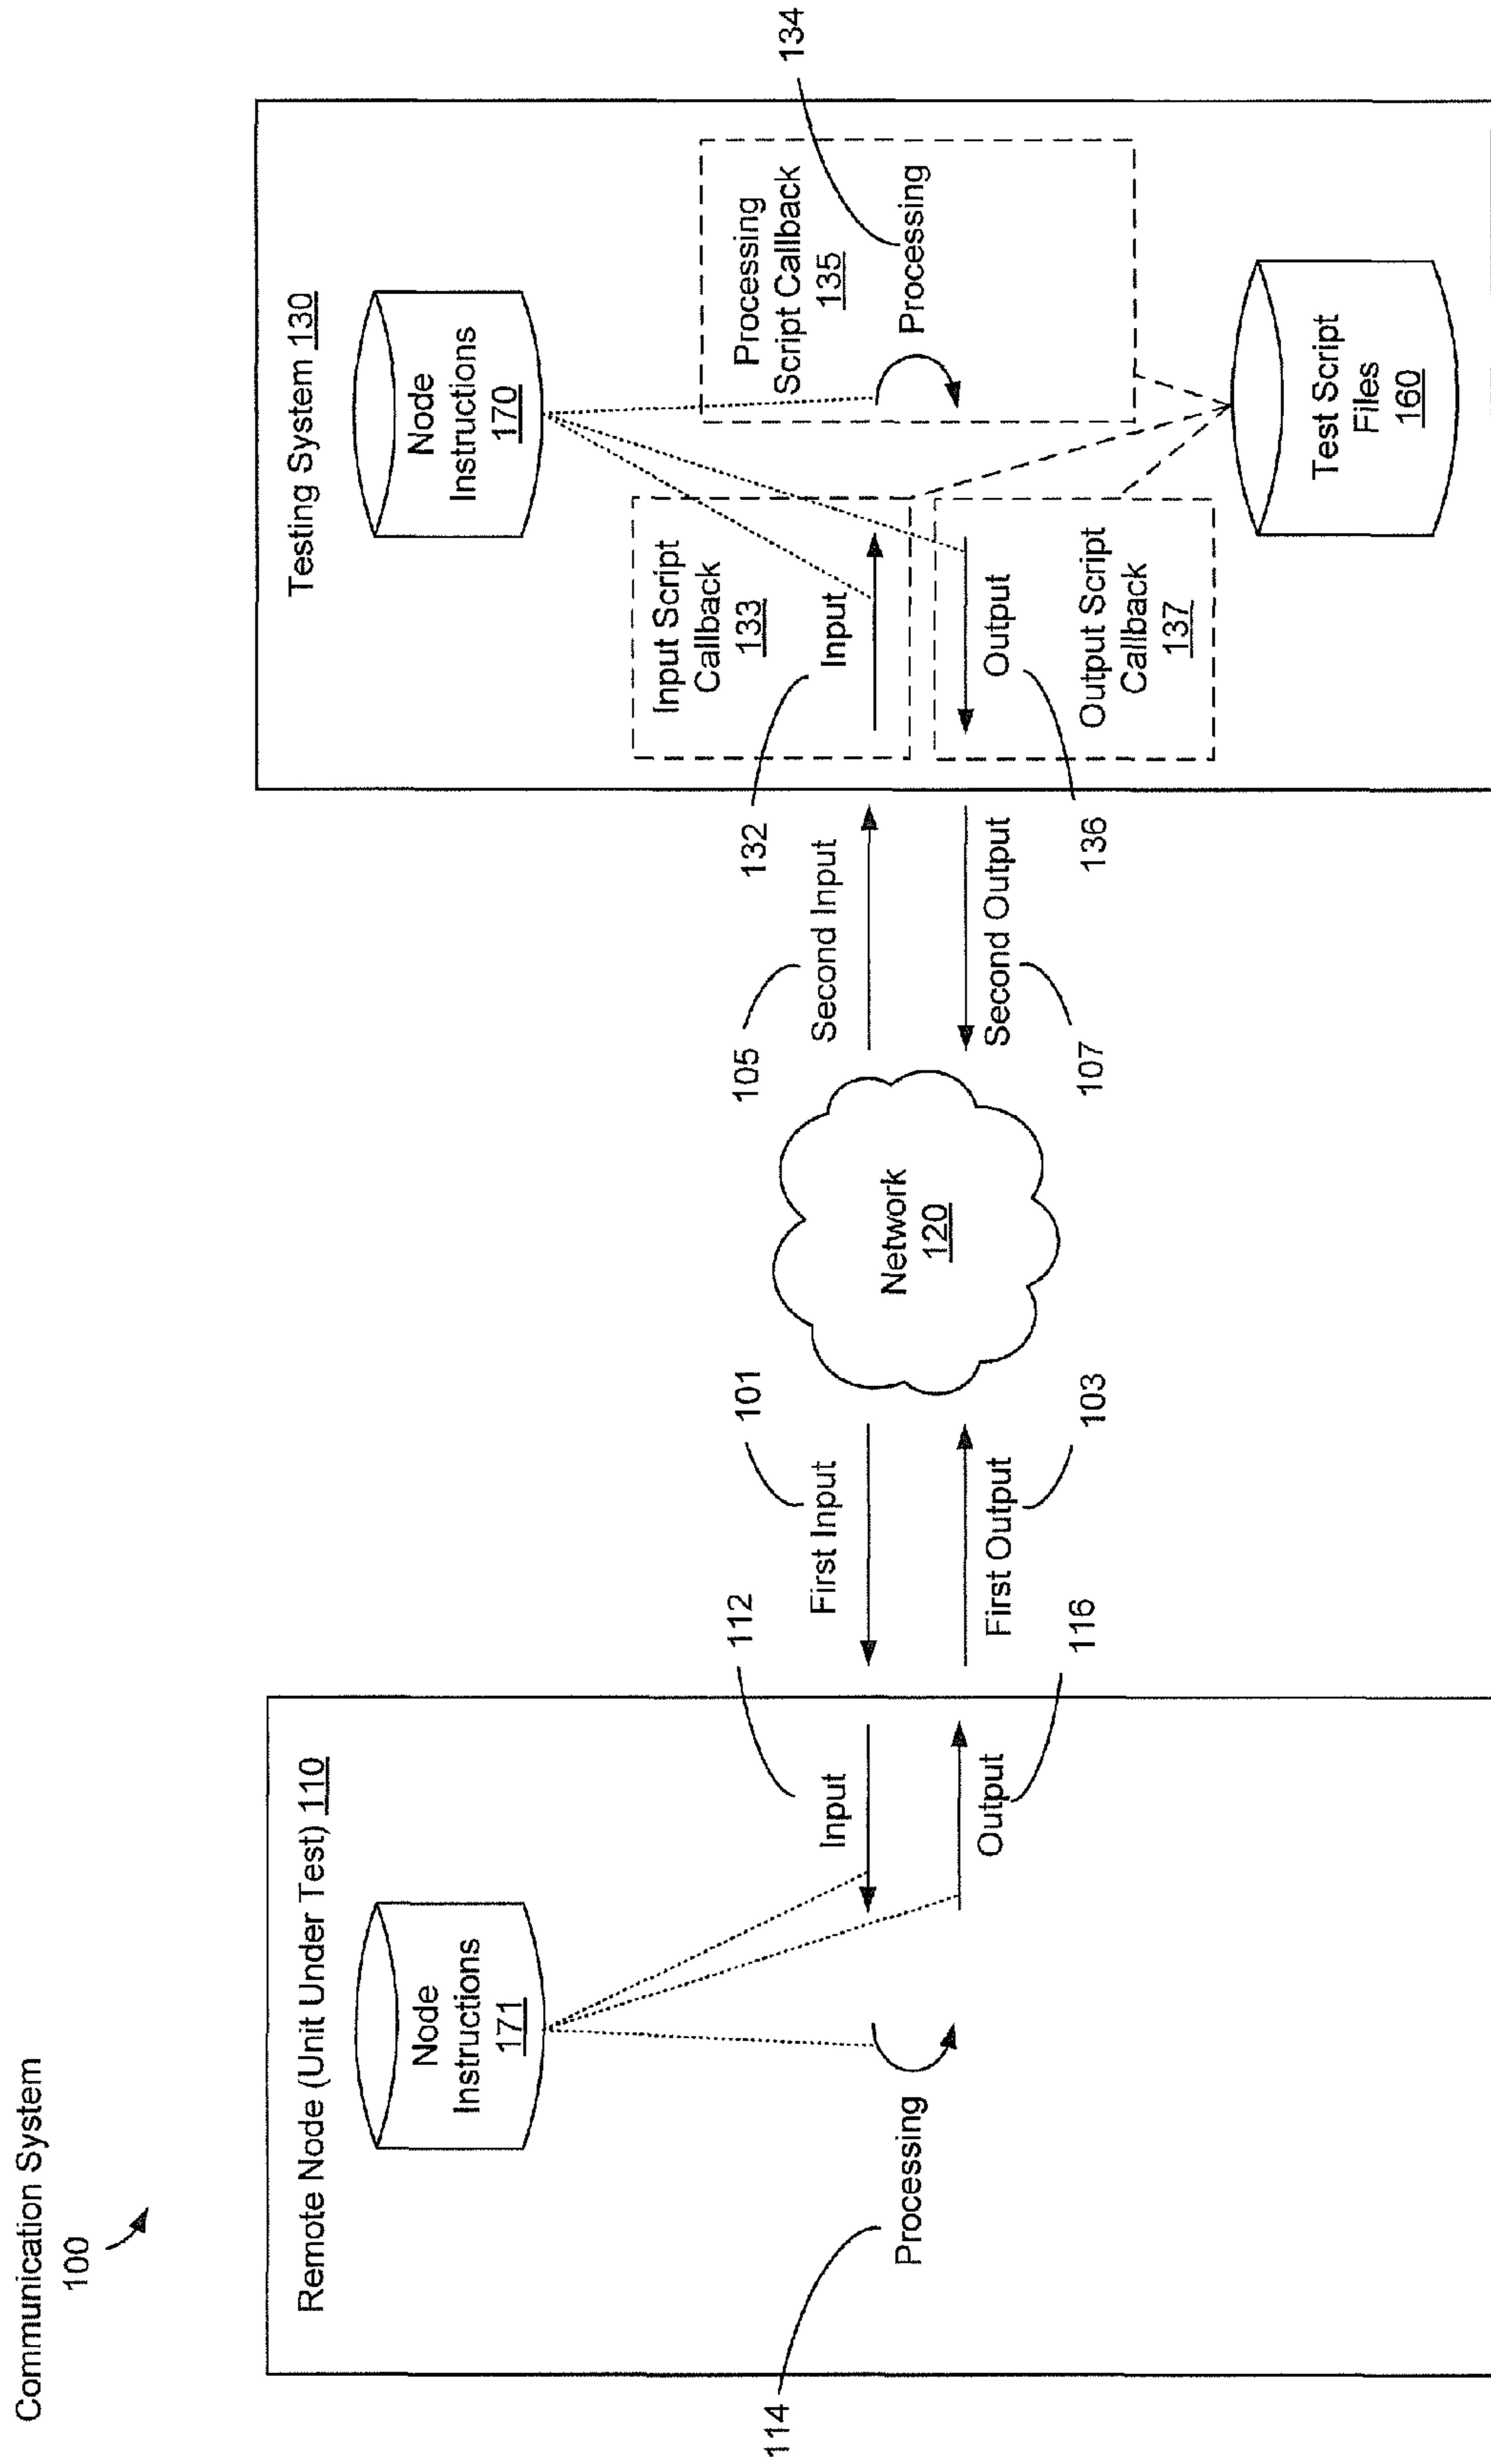 Communication System
100
Remote Node (Unit Under Test) 110
Node
Instructions
171
114
Processing
112
Input
Output
116
101
First Input
First Output
103
Network
120
105
Second Input
Second Output
107
Testing System 130
Node
Instructions
170
Input Script
Callback
133
132
Input
Output
136
Output Script
Callback
137
Processing
Script Callback
135
Processing
134
Test Script
Files
160